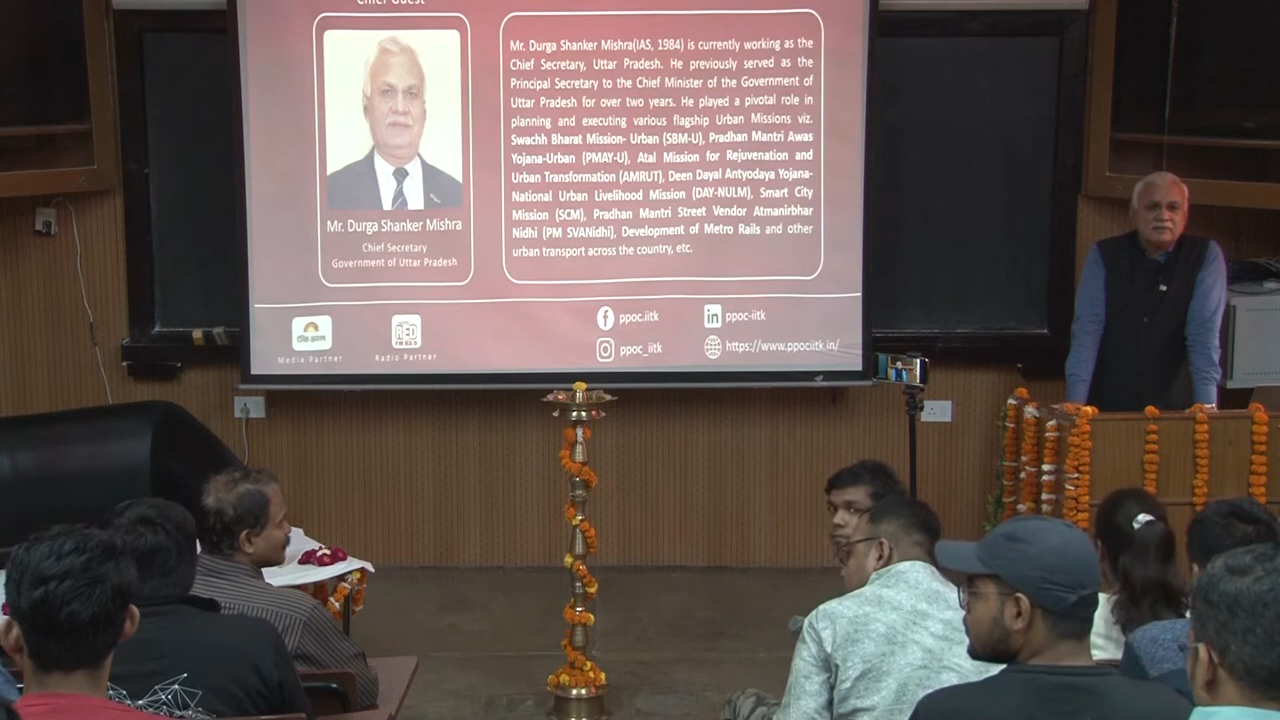 Chief Guest
Mr. Durga Shanker Mishra(IAS, 1984) is currently working as the
Chief Secretary, Uttar Pradesh. He previously served as the
Principal Secretary to the Chief Minister of the Government of
Uttar Pradesh for over two years. He played a pivotal role in
planning and executing various flagship Urban Missions viz.
Swachh Bharat Mission- Urban (SBM-U), Pradhan Mantri Awas
Yojana-Urban (PMAY-U), Atal Mission for Rejuvenation and
Urban Transformation (AMRUT), Deen Dayal Antyodaya Yojana-
National Urban Livelihood Mission (DAY-NULM), Smart City
Mission (SCM), Pradhan Mantri Street Vendor Atmanirbhar
Nidhi (PM SVANidhi), Development of Metro Rails and other
urban transport across the country, etc.
Mr. Durga Shanker Mishra
Chief Secretary
Government of Uttar Pradesh
दैनिक जागरण
Media Partner
RED
FM 93.5
Radio Partner
ppoc.iitk
ppoc-iitk
ppoc_iitk
https://www.ppociitk.in/